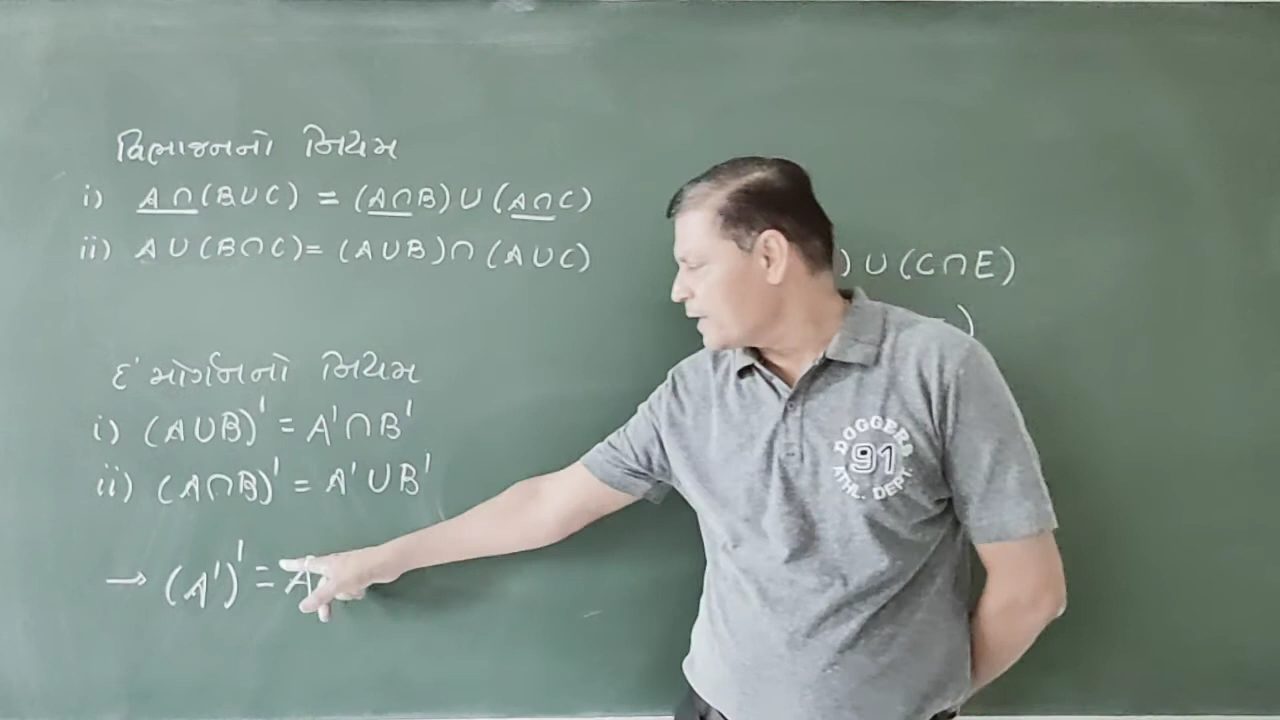 વિભાજનનો નિયમ
i) A∩(B∪C) = (A∩B)∪(A∩C)
ii) A∪(B∩C)= (A∪B)∩(A∪C)
)∪(C∩E)
)
દ' મોર્ગનનો નિયમ
i) (A∪B)' = A'∩B'
ii) (A∩B)' = A'∪B'
→ (A')' = A
DOGGERS
91
ATHL. DEPT.